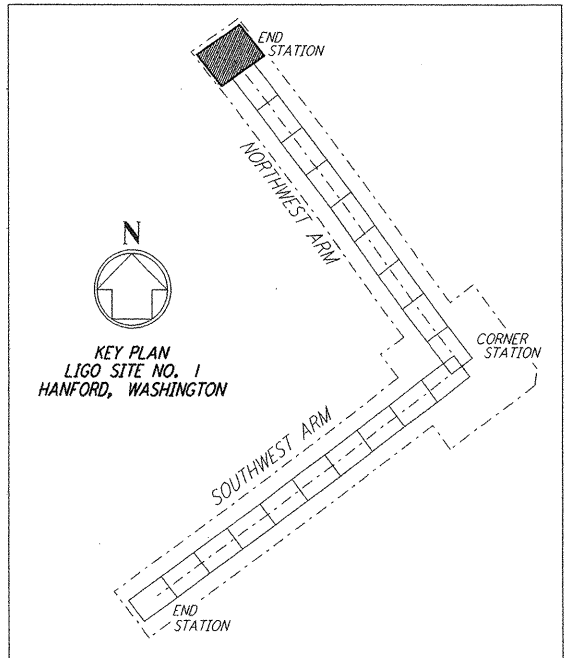 END
STATION
NORTHWEST ARM
N
KEY PLAN
LIGO SITE NO. 1
HANFORD, WASHINGTON
CORNER
STATION
SOUTHWEST ARM
END
STATION